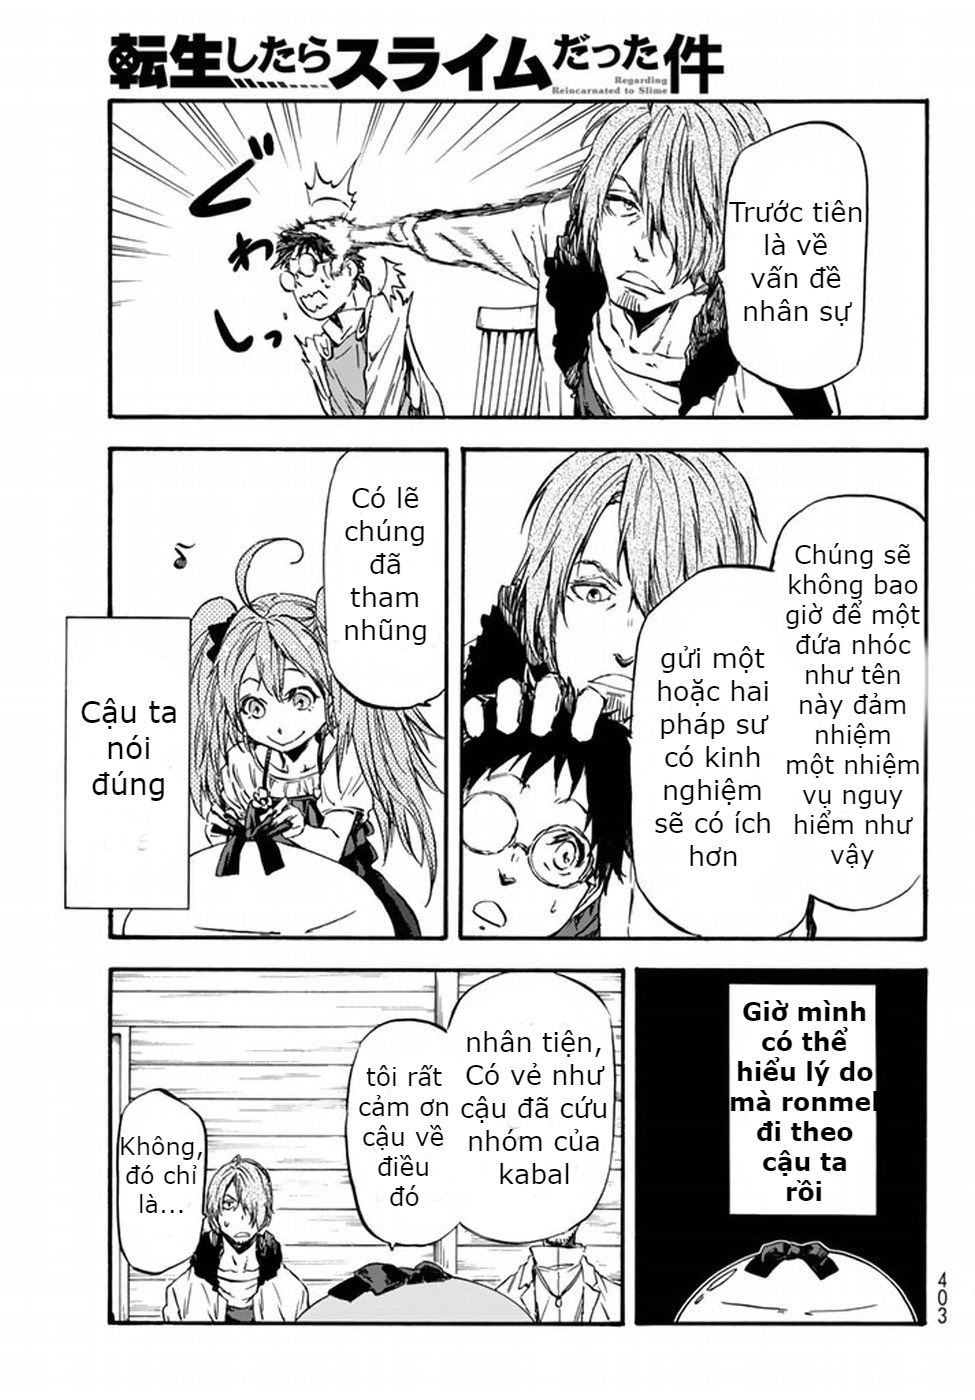 転生したらスライムだった件
Regarding
Reincarnated to Slime
Trước tiên
là về
vấn đề
nhân sự
ぐ
わ
しっ
Chúng sẽ
không bao
giờ để một
đứa nhóc
như tên
này đảm
nhiệm
một nhiệm
vụ nguy
hiểm như
vậy
gửi một
hoặc hai
pháp sư
có kinh
nghiệm
sẽ có ích
hơn
Có lẽ
chúng
đã
tham
nhũng
Cậu ta
nói
đúng
Giờ mình
có thể
hiểu lý do
mà ronmel
đi theo
cậu ta
rồi
nhân tiện,
Có vẻ như
cậu đã cứu
nhóm của
kabal
tôi rất
cảm ơn
cậu về
điều
đó
Không,
đó chỉ
là...
403